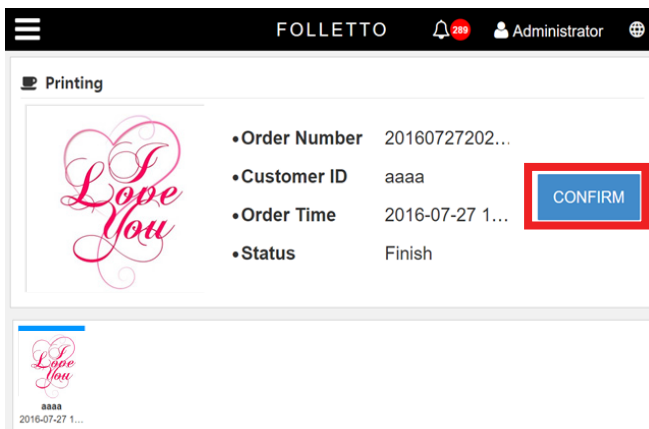 FOLLETTO 289 Administrator
Printing
I
Love
You
•Order Number 20160727202...
•Customer ID aaaa
•Order Time 2016-07-27 1...
•Status Finish
CONFIRM
I
Love
You
aaaa
2016-07-27 1...